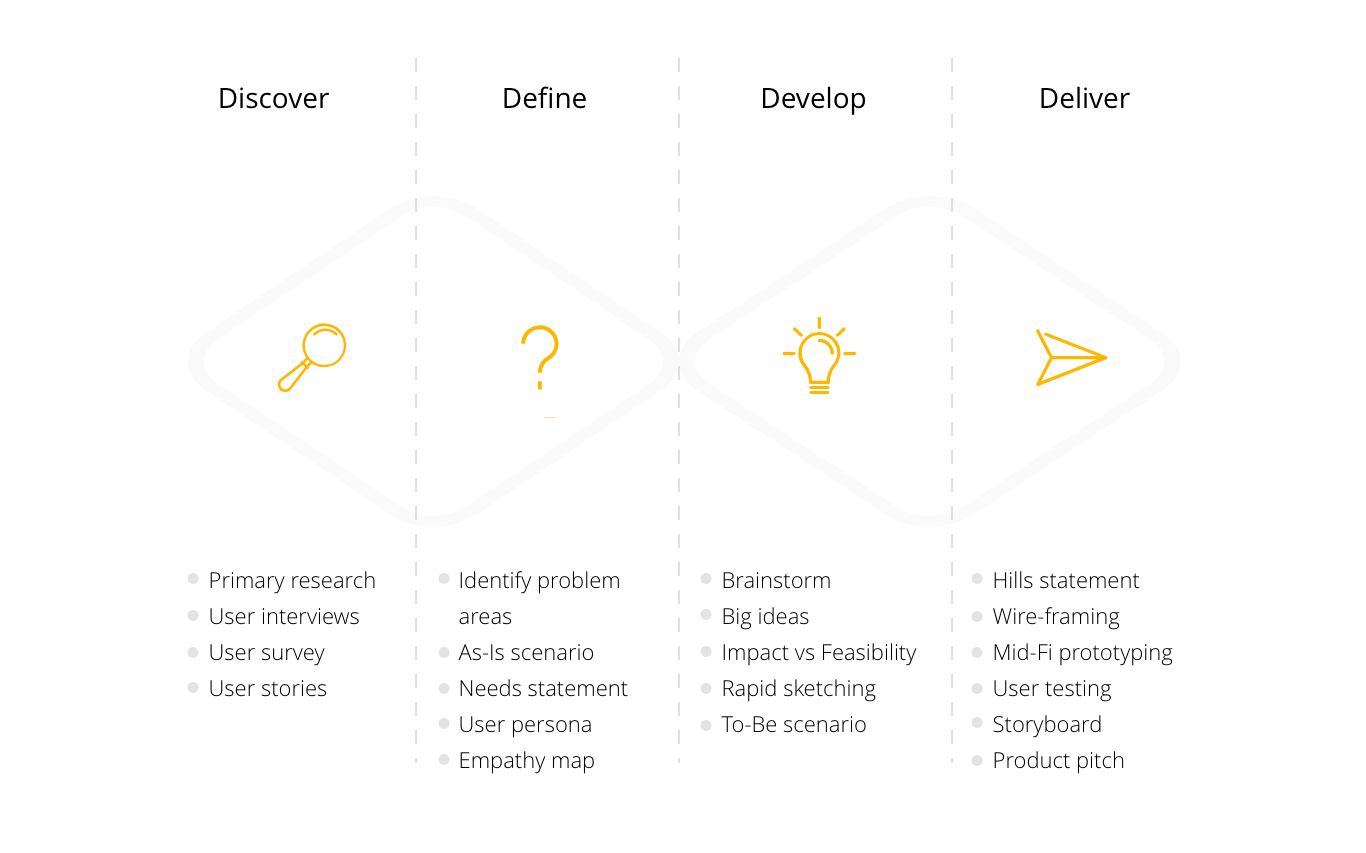 Discover
Define
Develop
Deliver
Primary research
User interviews
User survey
User stories
Identify problem
areas
As-Is scenario
Needs statement
User persona
Empathy map
Brainstorm
Big ideas
Impact vs Feasibility
Rapid sketching
To-Be scenario
Hills statement
Wire-framing
Mid-Fi prototyping
User testing
Storyboard
Product pitch